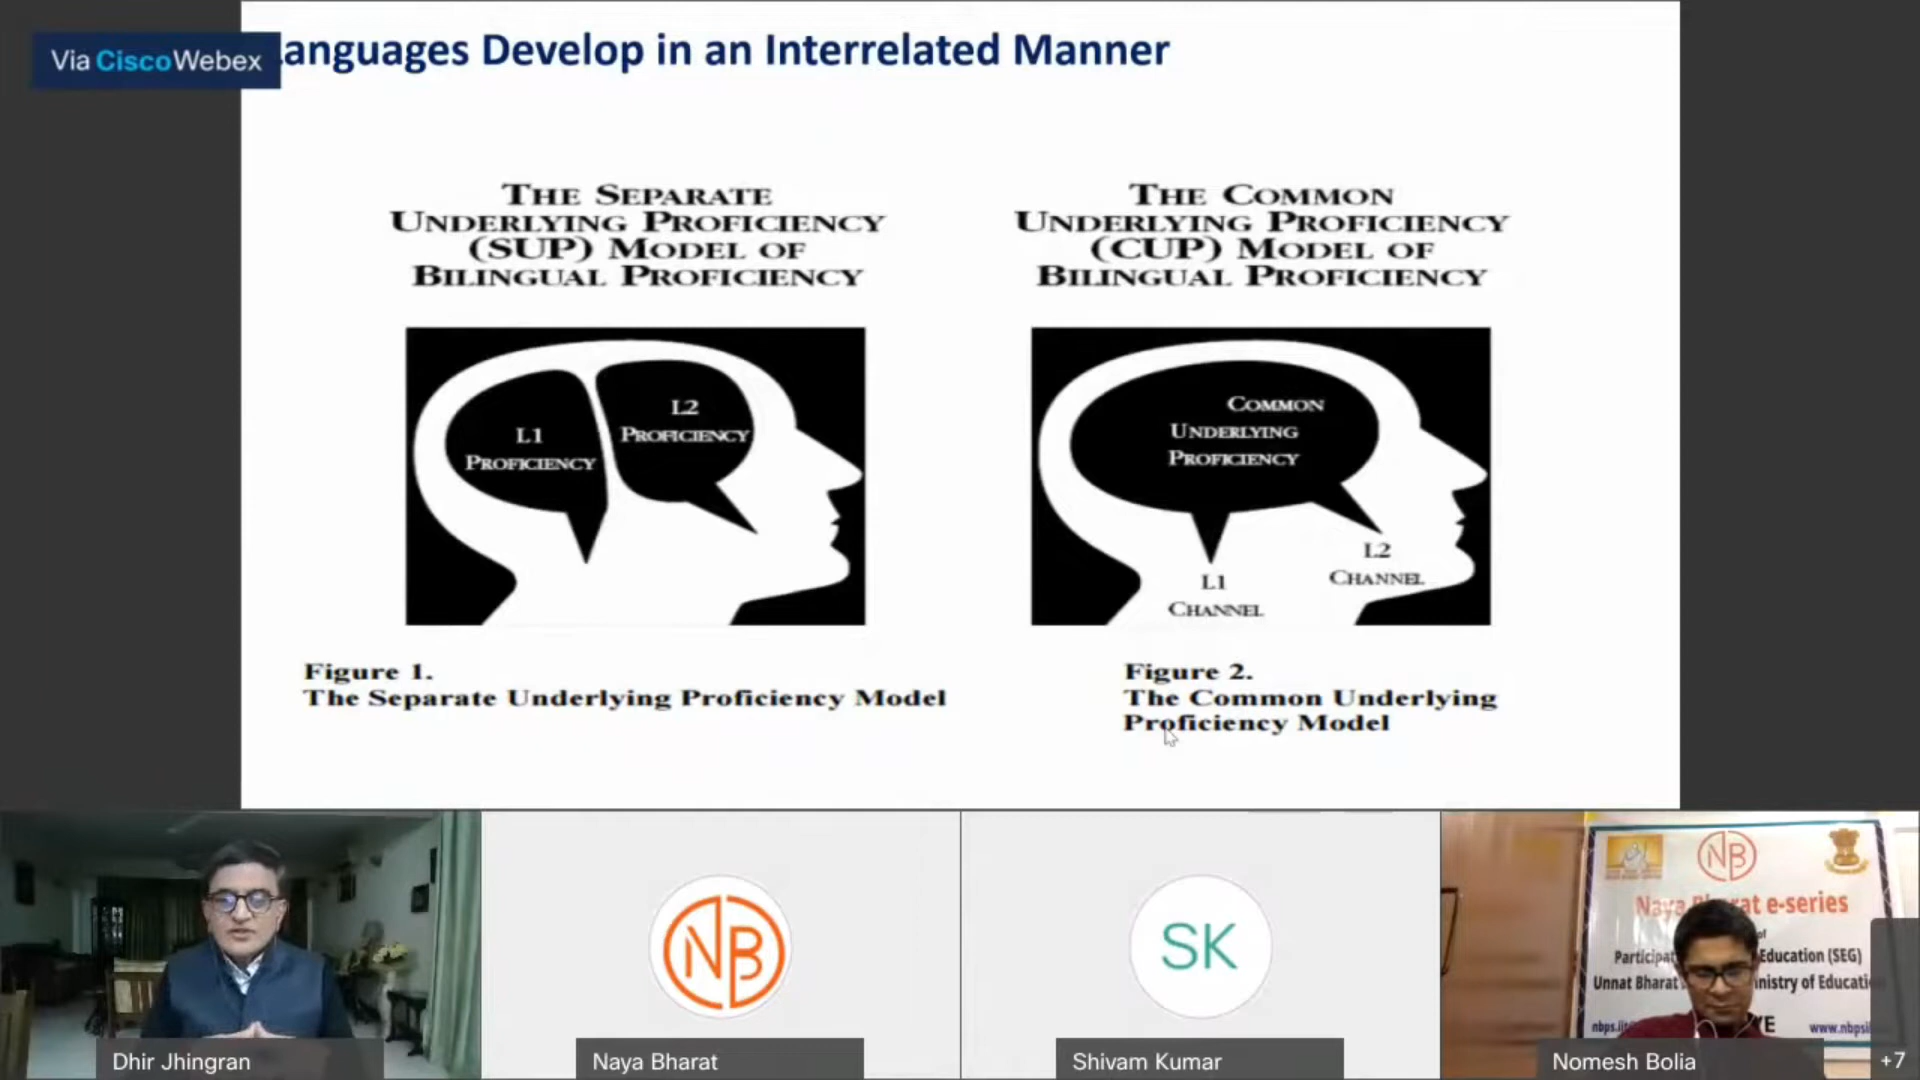 Via CiscoWebex
anguages Develop in an Interrelated Manner
THE SEPARATE
UNDERLYING PROFICIENCY
(SUP) MODEL OF
BILINGUAL PROFICIENCY
THE COMMON
UNDERLYING PROFICIENCY
(CUP) MODEL OF
BILINGUAL PROFICIENCY
L1
PROFICIENCY
L2
PROFICIENCY
COMMON
UNDERLYING
PROFICIENCY
L1
CHANNEL
L2
CHANNEL
Figure 1.
The Separate Underlying Proficiency Model
Figure 2.
The Common Underlying
Proficiency Model
Dhir Jhingran
NB
Naya Bharat
SK
Shivam Kumar
NB
Naya e-series
Education (SEG)
Unnat Bharat
Nomesh Bolia
+7